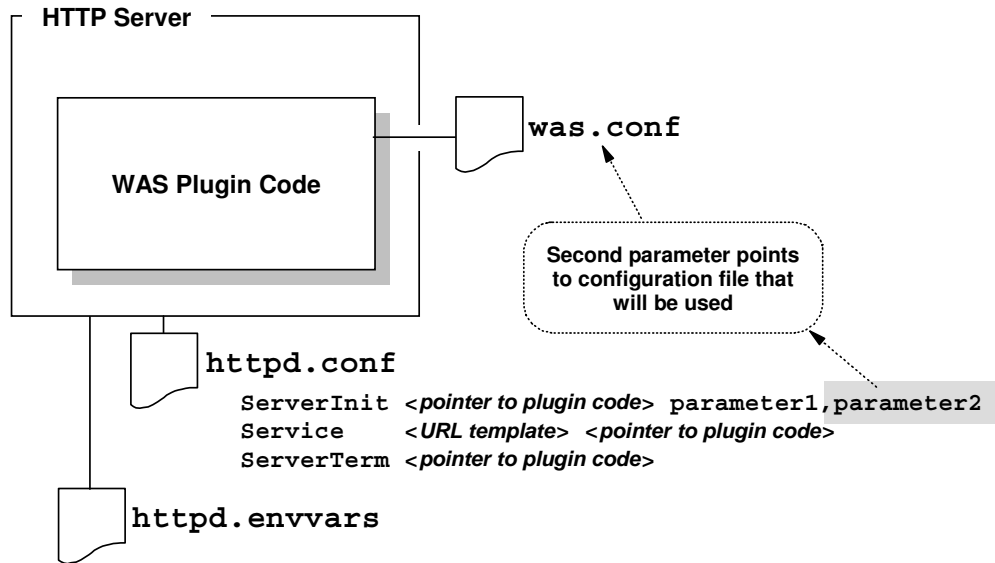 HTTP Server
WAS Plugin Code
was.conf
Second parameter points
to configuration file that
will be used
httpd.conf
ServerInit <pointer to plugin code> parameter1,parameter2
Service <URL template> <pointer to plugin code>
ServerTerm <pointer to plugin code>
httpd.envvars